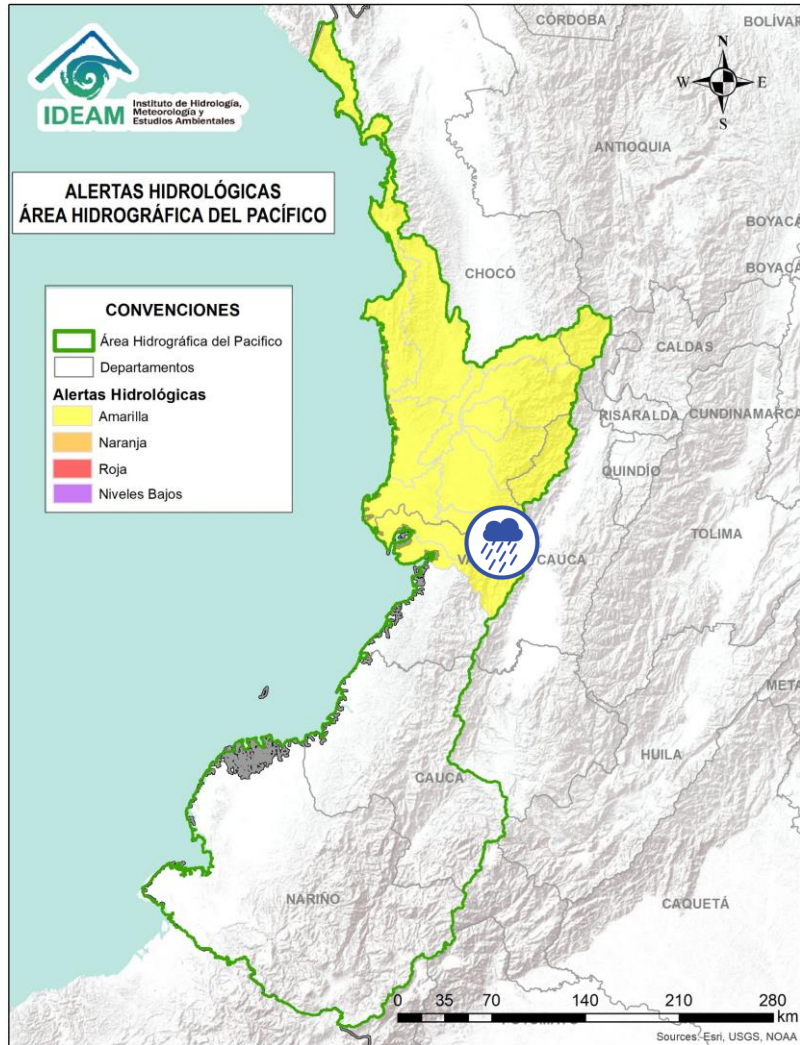 IDEAM
Instituto de Hidrología,
Meteorología y
Estudios Ambientales
ALERTAS HIDROLÓGICAS
ÁREA HIDROGRÁFICA DEL PACÍFICO
CONVENCIONES
Área Hidrográfica del Pacifico
Departamentos
Alertas Hidrológicas
Amarilla
Naranja
Roja
Niveles Bajos
N
W E
S
CÓRDOBA
BOLÍVAR
ANTIOQUIA
BOYACÁ
BOYACÁ
CHOCÓ
CALDAS
RISARALDA
CUNDINAMARCA
QUINDÍO
TOLIMA
CAUCA
META
HUILA
CAUCA
CAQUETÁ
NARIÑO
0 35 70 140 210 280
km
Sources: Esri, USGS, NOAA